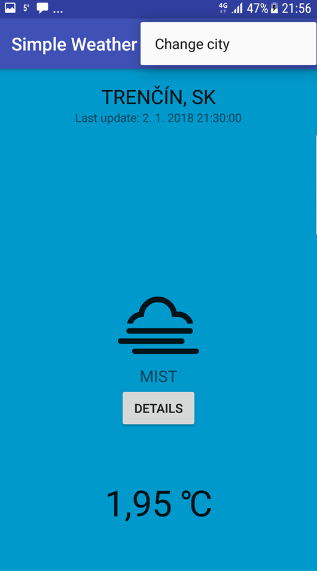 5' ... 4G 47% 21:56
Simple Weather
Change city
TRENČÍN, SK
Last update: 2. 1. 2018 21:30:00
MIST
DETAILS
1,95 °C